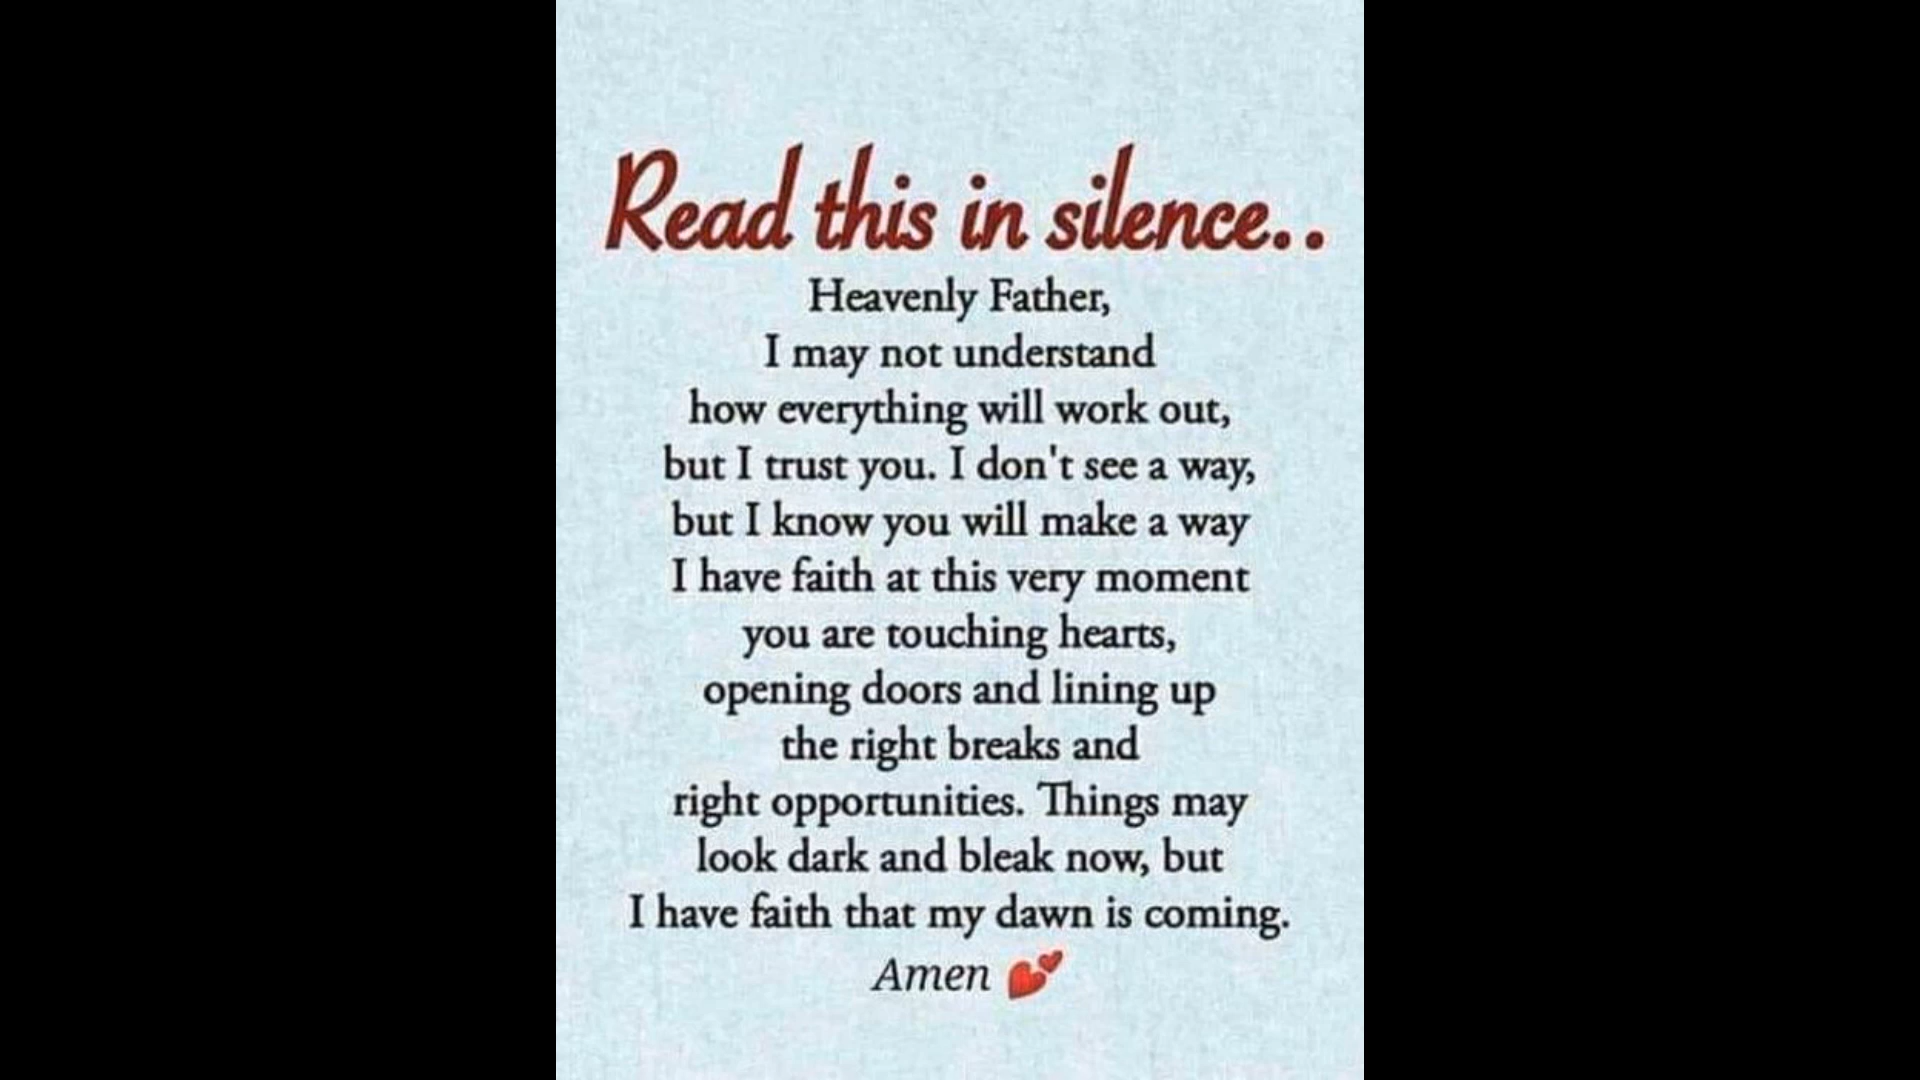 Read this in silence..
Heavenly Father,
I may not understand
how everything will work out,
but I trust you. I don't see a way,
but I know you will make a way
I have faith at this very moment
you are touching hearts,
opening doors and lining up
the right breaks and
right opportunities. Things may
look dark and bleak now, but
I have faith that my dawn is coming.
Amen 💕